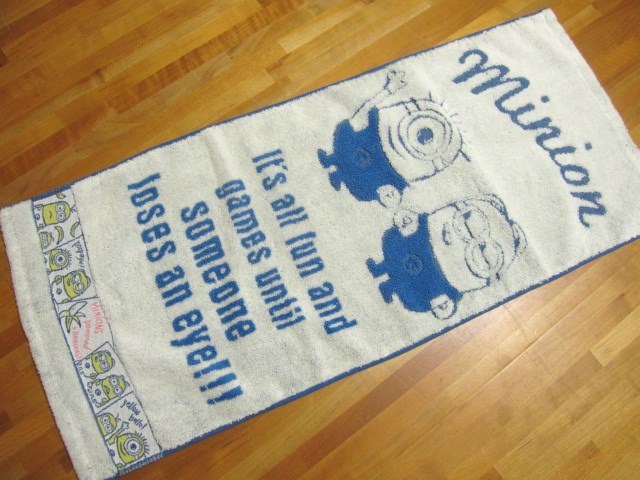 Minion
It's all fun and
games until
someone
loses an eye!!!